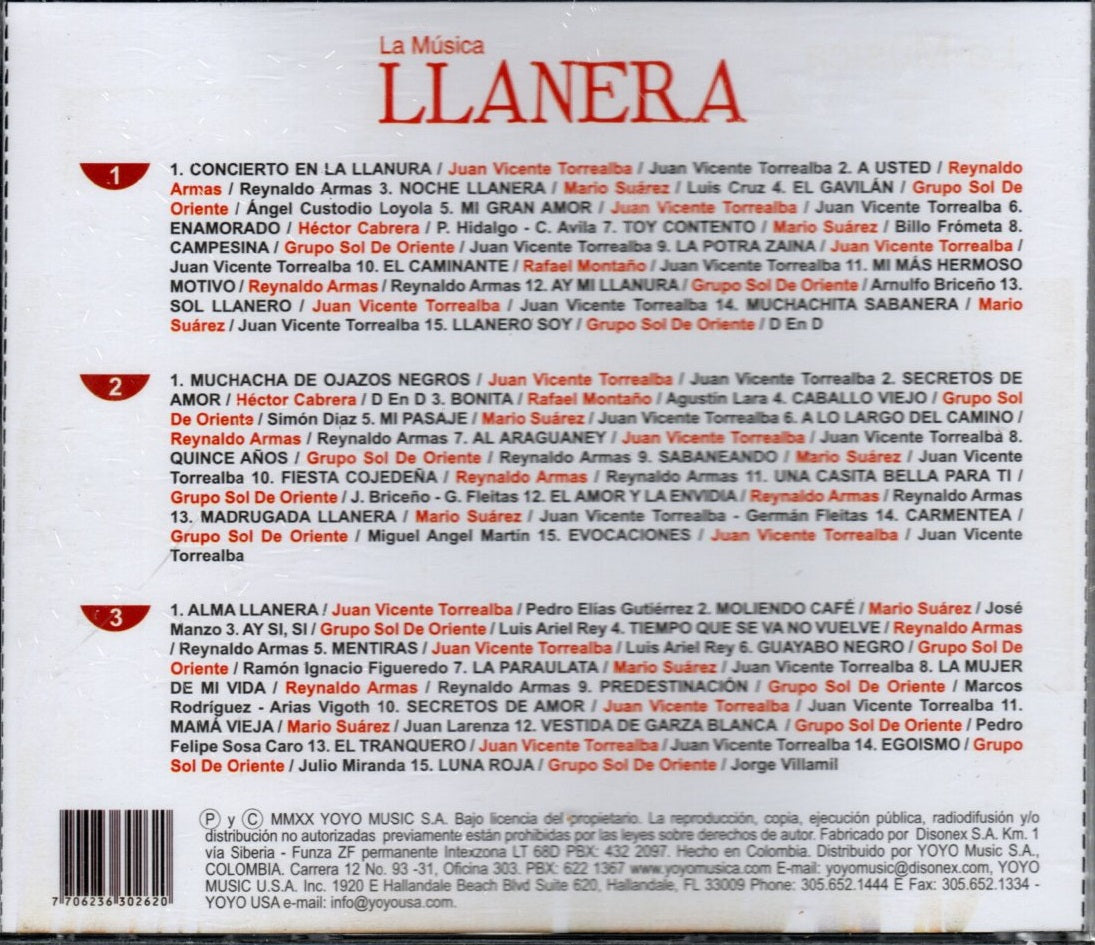 La Música
LLANERA
1
1. CONCIERTO EN LA LLANURA / Juan Vicente Torrealba / Juan Vicente Torrealba 2. A USTED / Reynaldo
Armas / Reynaldo Armas 3. NOCHE LLANERA / Mario Suárez / Luis Cruz 4. EL GAVILÁN / Grupo Sol De
Oriente / Ángel Custodio Loyola 5. MI GRAN AMOR / Juan Vicente Torrealba / Juan Vicente Torrealba 6.
ENAMORADO / Héctor Cabrera / P. Hidalgo - C. Avila 7. TOY CONTENTO / Mario Suárez / Billo Frómeta 8.
CAMPESINA / Grupo Sol De Oriente / Juan Vicente Torrealba 9. LA POTRA ZAINA / Juan Vicente Torrealba /
Juan Vicente Torrealba 10. EL CAMINANTE / Rafael Montaño / Juan Vicente Torrealba 11. MI MÁS HERMOSO
MOTIVO / Reynaldo Armas / Reynaldo Armas 12. AY MI LLANURA / Grupo Sol De Oriente / Arnulfo Briceño 13.
SOL LLANERO / Juan Vicente Torrealba / Juan Vicente Torrealba 14. MUCHACHITA SABANERA / Mario
Suárez / Juan Vicente Torrealba 15. LLANERO SOY / Grupo Sol De Oriente / D En D
2
1. MUCHACHA DE OJAZOS NEGROS / Juan Vicente Torrealba / Juan Vicente Torrealba 2. SECRETOS DE
AMOR / Héctor Cabrera / D En D 3. BONITA / Rafael Montaño / Agustín Lara 4. CABALLO VIEJO / Grupo Sol
De Oriente / Simón Diaz 5. MI PASAJE / Mario Suárez / Juan Vicente Torrealba 6. A LO LARGO DEL CAMINO /
Reynaldo Armas / Reynaldo Armas 7. AL ARAGUANEY / Juan Vicente Torrealba / Juan Vicente Torrealba 8.
QUINCE AÑOS / Grupo Sol De Oriente / Reynaldo Armas 9. SABANEANDO / Mario Suárez / Juan Vicente
Torrealba 10. FIESTA COJEDEÑA / Reynaldo Armas / Reynaldo Armas 11. UNA CASITA BELLA PARA TI /
Grupo Sol De Oriente / J. Briceño - G. Fleitas 12. EL AMOR Y LA ENVIDIA / Reynaldo Armas / Reynaldo Armas
13. MADRUGADA LLANERA / Mario Suárez / Juan Vicente Torrealba - Germán Fleitas 14. CARMENTEA /
Grupo Sol De Oriente / Miguel Angel Martín 15. EVOCACIONES / Juan Vicente Torrealba / Juan Vicente
Torrealba
3
1. ALMA LLANERA / Juan Vicente Torrealba / Pedro Elías Gutiérrez 2. MOLIENDO CAFÉ / Mario Suárez / José
Manzo 3. AY SI, SI / Grupo Sol De Oriente / Luis Ariel Rey 4. TIEMPO QUE SE VA NO VUELVE / Reynaldo Armas
/ Reynaldo Armas 5. MENTIRAS / Juan Vicente Torrealba / Luis Ariel Rey 6. GUAYABO NEGRO / Grupo Sol De
Oriente / Ramón Ignacio Figueredo 7. LA PARAULATA / Mario Suárez / Juan Vicente Torrealba 8. LA MUJER
DE MI VIDA / Reynaldo Armas / Reynaldo Armas 9. PREDESTINACIÓN / Grupo Sol De Oriente / Marcos
Rodríguez - Arias Vigoth 10. SECRETOS DE AMOR / Juan Vicente Torrealba / Juan Vicente Torrealba 11.
MAMÁ VIEJA / Mario Suárez / Juan Larenza 12. VESTIDA DE GARZA BLANCA / Grupo Sol De Oriente / Pedro
Felipe Sosa Caro 13. EL TRANQUERO / Juan Vicente Torrealba / Juan Vicente Torrealba 14. EGOISMO / Grupo
Sol De Oriente / Julio Miranda 15. LUNA ROJA / Grupo Sol De Oriente / Jorge Villamil
Ⓟ y Ⓒ MMXX YOYO MUSIC S.A. Bajo licencia del propietario. La reproducción, copia, ejecución pública, radiodifusión y/o
distribución no autorizadas previamente están prohibidas por las leyes sobre derechos de autor. Fabricado por Disonex S.A. Km. 1
vía Siberia - Funza ZF permanente Intexzona LT 68D PBX: 432 2097. Hecho en Colombia. Distribuido por YOYO Music S.A.,
COLOMBIA. Carrera 12 No. 93 -31, Oficina 303. PBX: 622 1367 www.yoyomusica.com E-mail: yoyomusic@disonex.com, YOYO
MUSIC U.S.A. Inc. 1920 E Hallandale Beach Blvd Suite 620, Hallandale, FL 33009 Phone: 305.652.1444 E Fax: 305.652.1334 -
YOYO USA e-mail: info@yoyousa.com.
7 706236 302620